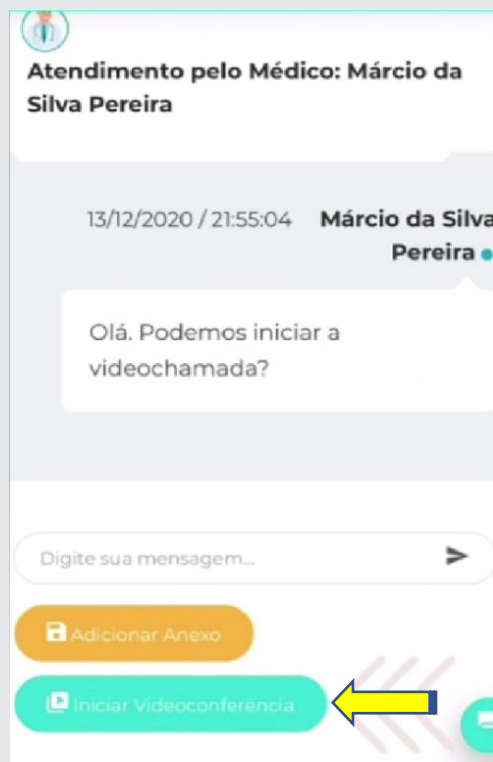 Atendimento pelo Médico: Márcio da
Silva Pereira
13/12/2020 / 21:55:04 Márcio da Silva
Pereira
Olá. Podemos iniciar a
videochamada?
Digite sua mensagem...
Adicionar Anexo
Iniciar Videoconferência